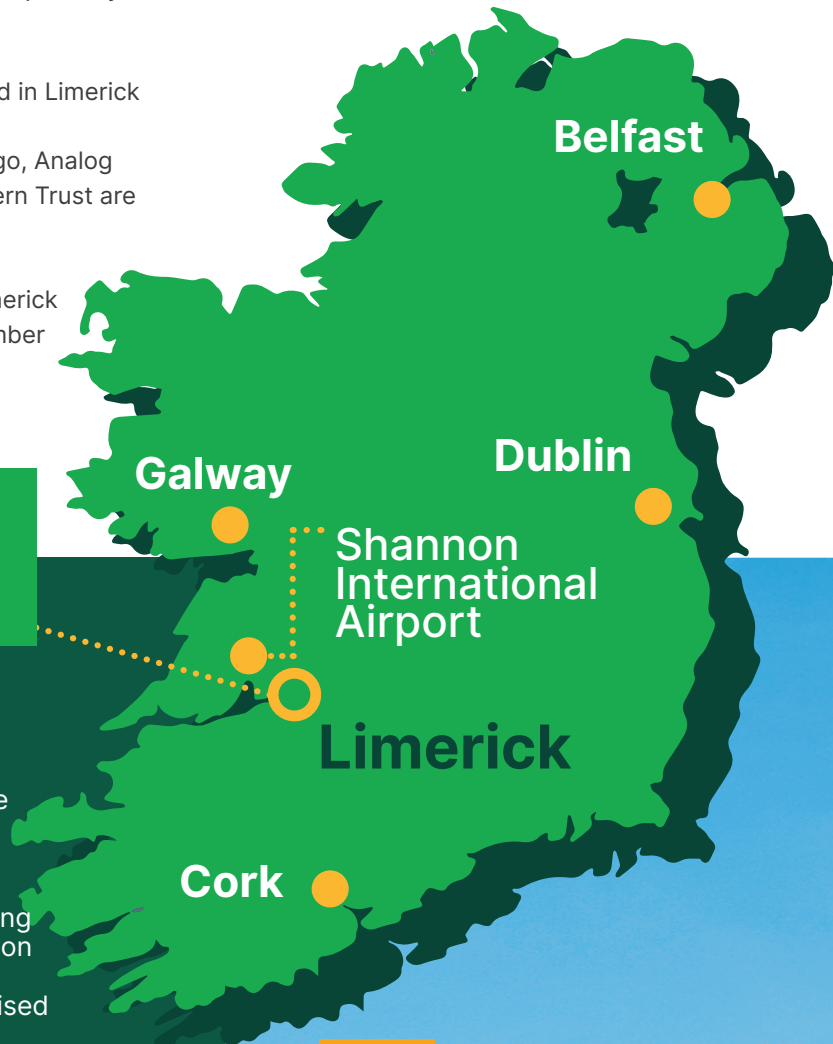 d in Limerick
go, Analog
ern Trust are
erick
mber
Belfast
Dublin
Galway
Shannon
International
Airport
Limerick
Cork
e
ng
on
ised